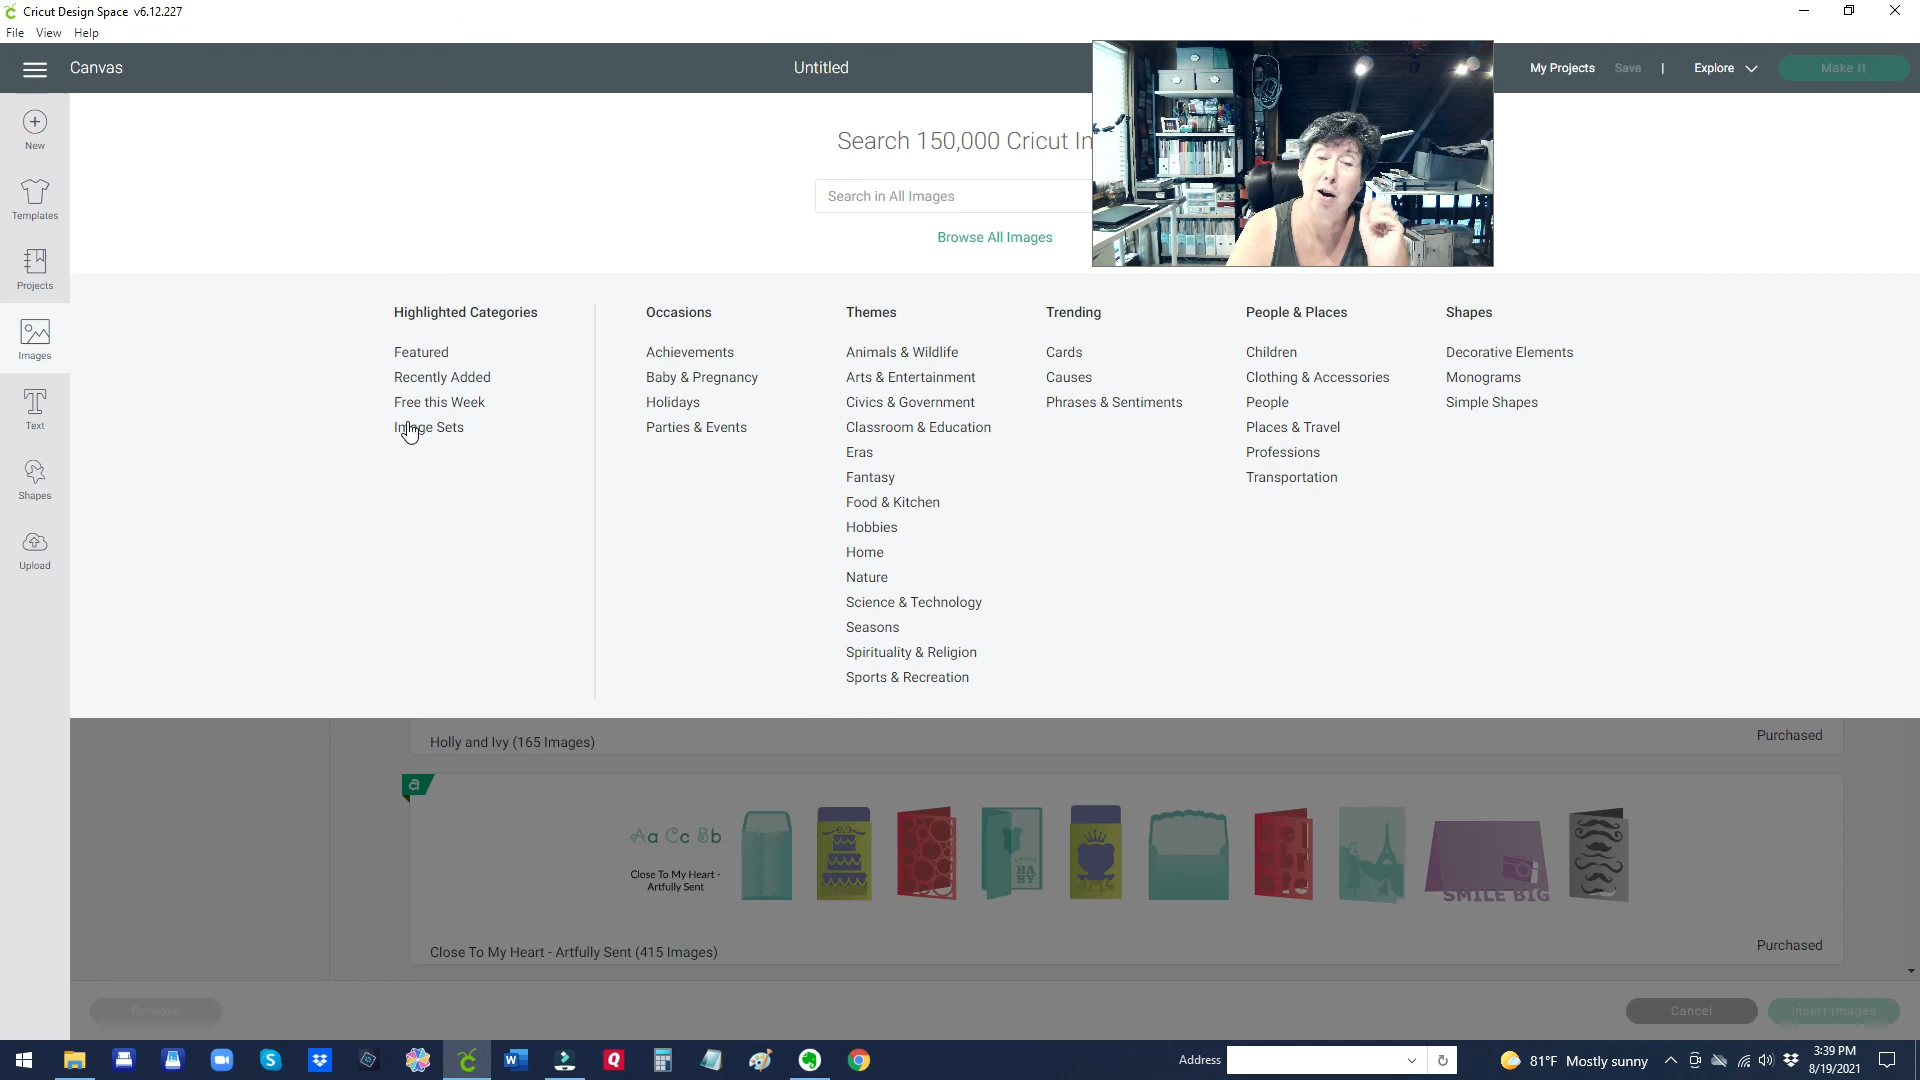 Cricut Design Space v6.12.227
File View Help
Canvas
Untitled
My Projects Save | Explore Make It
New
Templates
Projects
Images
Text
Shapes
Upload
Search 150,000 Cricut
Search in All Images
Browse All Images
Highlighted Categories
Featured
Recently Added
Free this Week
Image Sets
Occasions
Achievements
Baby & Pregnancy
Holidays
Parties & Events
Themes
Animals & Wildlife
Arts & Entertainment
Civics & Government
Classroom & Education
Eras
Fantasy
Food & Kitchen
Hobbies
Home
Nature
Science & Technology
Seasons
Spirituality & Religion
Sports & Recreation
Trending
Cards
Causes
Phrases & Sentiments
People & Places
Children
Clothing & Accessories
People
Places & Travel
Professions
Transportation
Shapes
Decorative Elements
Monograms
Simple Shapes
Holly and Ivy (165 Images)
Purchased
a
Aa Cc Bb
Close To My Heart -
Artfully Sent
BABY
SMILE BIG
Close To My Heart - Artfully Sent (415 Images)
Purchased
Remove
Cancel
Insert Images
Address
81°F Mostly sunny
3:39 PM
8/19/2021